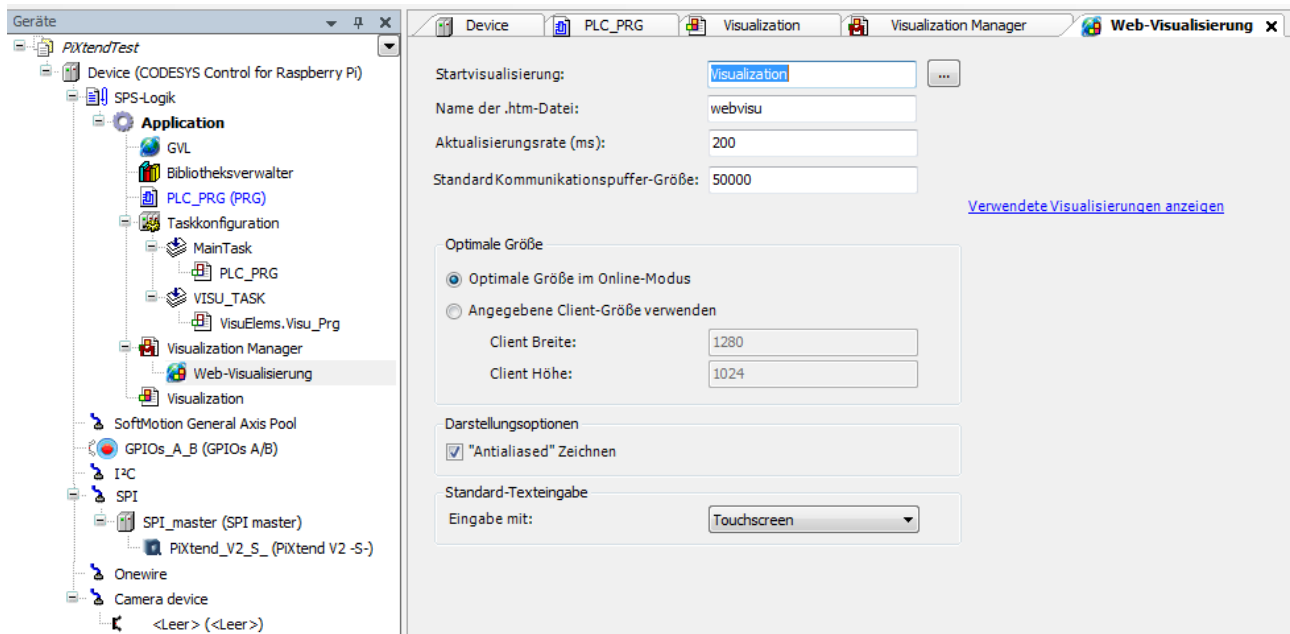 Geräte
PiXtendTest
Device (CODESYS Control for Raspberry Pi)
SPS-Logik
Application
GVL
Bibliotheksverwalter
PLC_PRG (PRG)
Taskkonfiguration
MainTask
PLC_PRG
VISU_TASK
VisuElems.Visu_Prg
Visualization Manager
Web-Visualisierung
Visualization
SoftMotion General Axis Pool
GPIOs_A_B (GPIOs A/B)
I²C
SPI
SPI_master (SPI master)
PiXtend_V2_S_ (PiXtend V2 -S-)
Onewire
Camera device
<Leer> (<Leer>)
Device PLC_PRG Visualization Visualization Manager Web-Visualisierung X
Startvisualisierung: Visualization ...
Name der .htm-Datei: webvisu
Aktualisierungsrate (ms): 200
Standard Kommunikationspuffer-Größe: 50000
Verwendete Visualisierungen anzeigen
Optimale Größe
Optimale Größe im Online-Modus
Angegebene Client-Größe verwenden
Client Breite: 1280
Client Höhe: 1024
Darstellungsoptionen
"Antialiased" Zeichnen
Standard-Texteingabe
Eingabe mit: Touchscreen